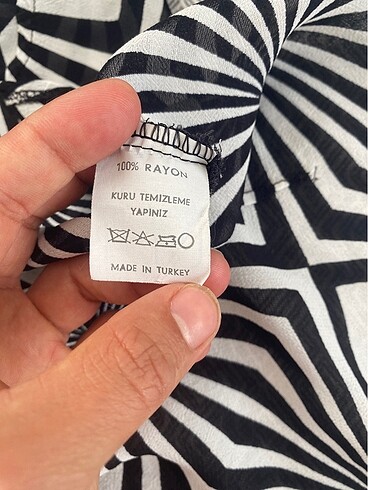 100% RAYON
KURU TEMIZLEME
YAPINIZ
MADE IN TURKEY